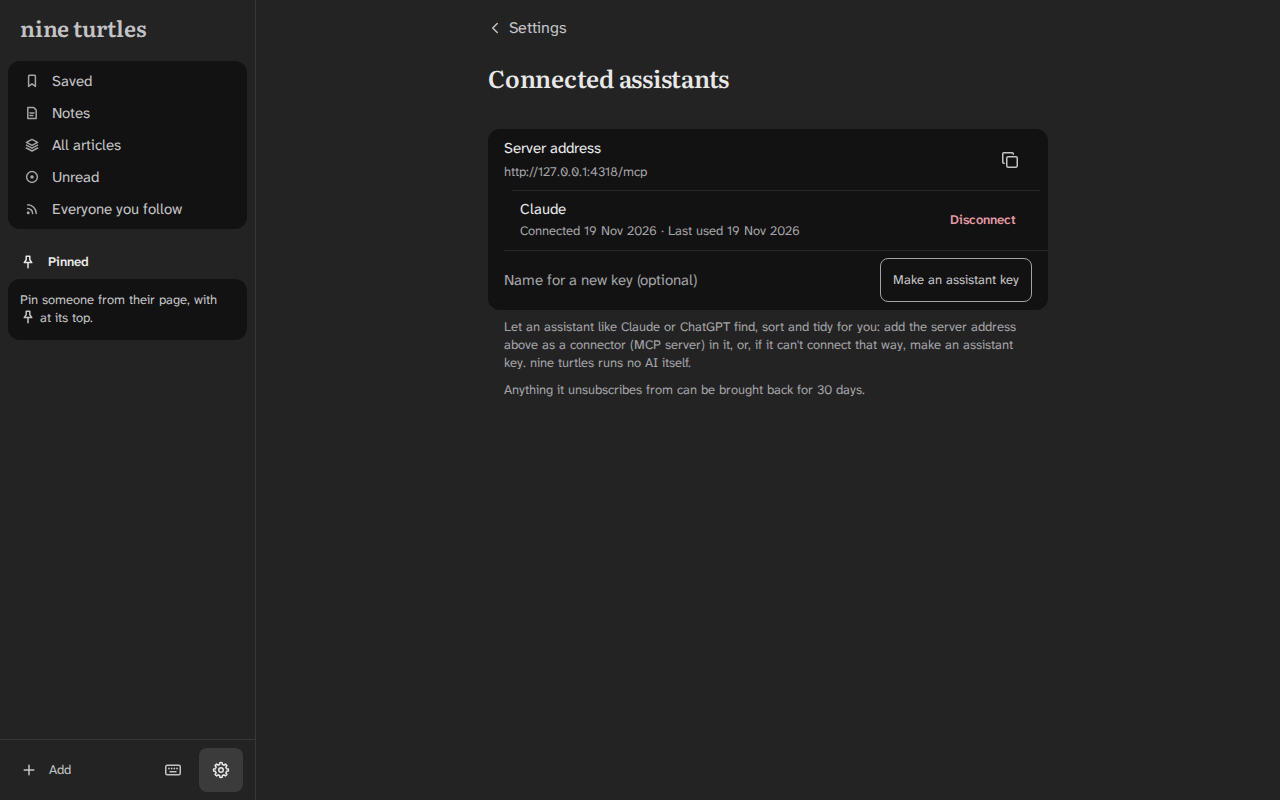 nine turtles
Saved
Notes
All articles
Unread
Everyone you follow
Pinned
Pin someone from their page, with
at its top.
Add
Settings
Connected assistants
Server address
http://127.0.0.1:4318/mcp
Claude
Connected 19 Nov 2026 · Last used 19 Nov 2026
Disconnect
Name for a new key (optional)
Make an assistant key
Let an assistant like Claude or ChatGPT find, sort and tidy for you: add the server address
above as a connector (MCP server) in it, or, if it can't connect that way, make an assistant
key. nine turtles runs no AI itself.
Anything it unsubscribes from can be brought back for 30 days.